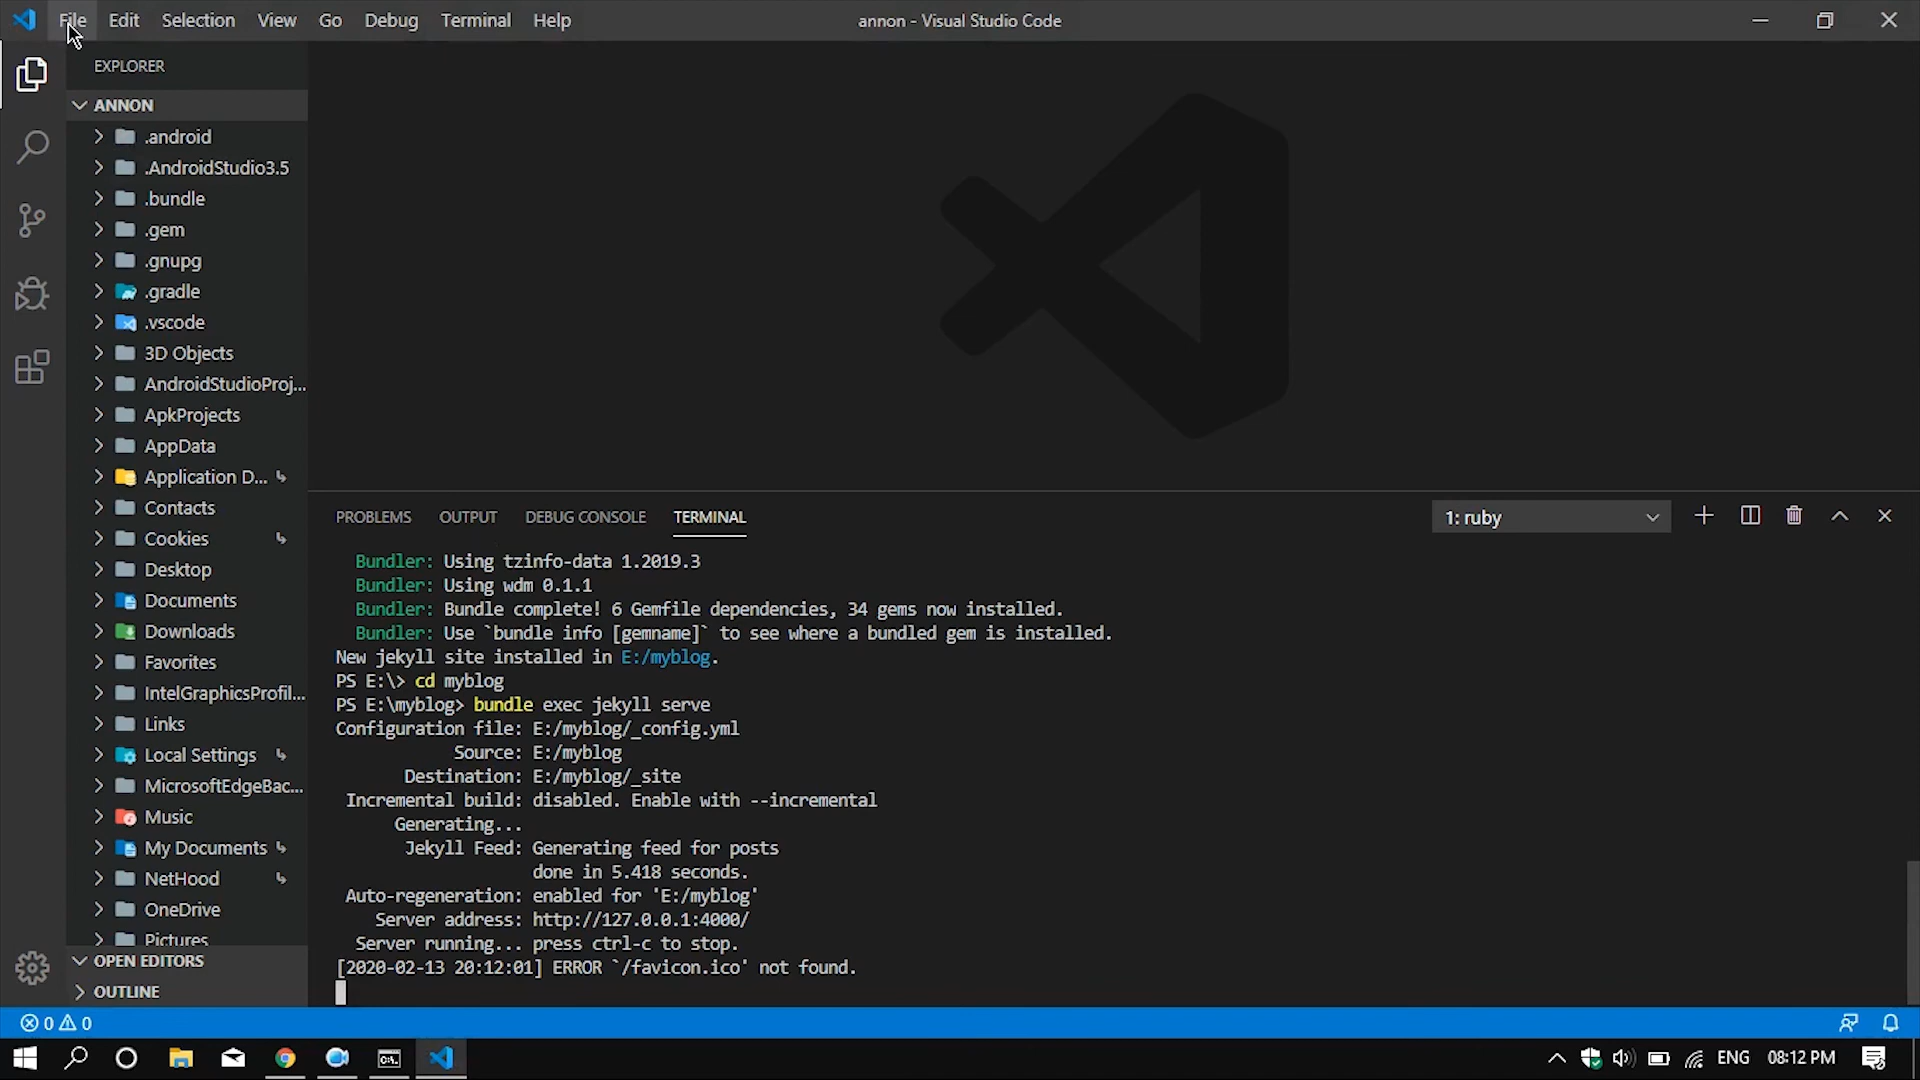 File Edit Selection View Go Debug Terminal Help
annon - Visual Studio Code
EXPLORER
ANNON
.android
.AndroidStudio3.5
.bundle
.gem
.gnupg
.gradle
.vscode
3D Objects
AndroidStudioProj...
ApkProjects
AppData
Application D...
Contacts
Cookies
Desktop
Documents
Downloads
Favorites
IntelGraphicsProfil...
Links
Local Settings
MicrosoftEdgeBac...
Music
My Documents
NetHood
OneDrive
Pictures
OPEN EDITORS
OUTLINE
PROBLEMS OUTPUT DEBUG CONSOLE TERMINAL
1: ruby
Bundler: Using tzinfo-data 1.2019.3
Bundler: Using wdm 0.1.1
Bundler: Bundle complete! 6 Gemfile dependencies, 34 gems now installed.
Bundler: Use `bundle info [gemname]` to see where a bundled gem is installed.
New jekyll site installed in E:/myblog.
PS E:\> cd myblog
PS E:\myblog> bundle exec jekyll serve
Configuration file: E:/myblog/_config.yml
Source: E:/myblog
Destination: E:/myblog/_site
Incremental build: disabled. Enable with --incremental
Generating...
Jekyll Feed: Generating feed for posts
done in 5.418 seconds.
Auto-regeneration: enabled for 'E:/myblog'
Server address: http://127.0.0.1:4000/
Server running... press ctrl-c to stop.
[2020-02-13 20:12:01] ERROR `/favicon.ico' not found.
0 0
ENG 08:12 PM